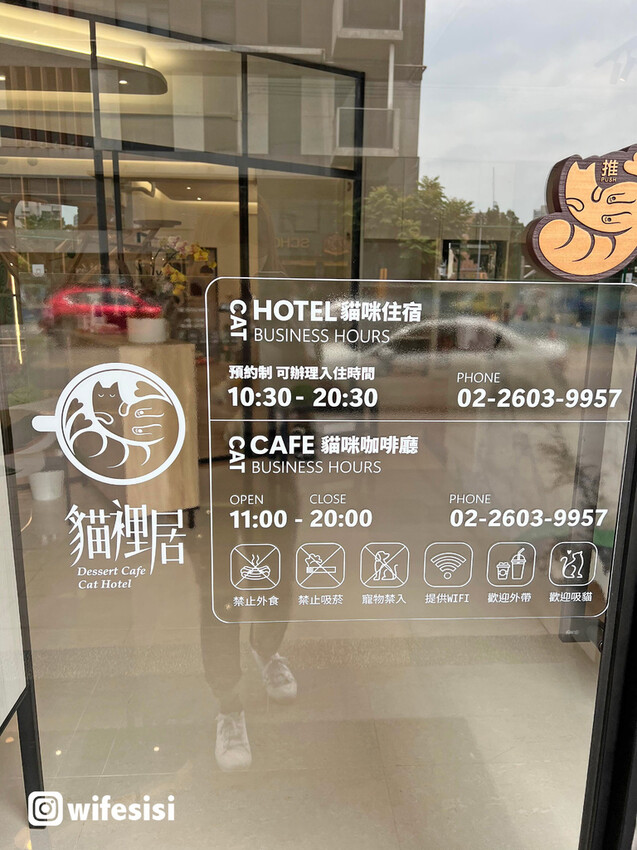 推
PUSH
CAT HOTEL 貓咪住宿
BUSINESS HOURS
預約制 可辦理入住時間
10:30 - 20:30
PHONE
02-2603-9957
CAT CAFE 貓咪咖啡廳
BUSINESS HOURS
OPEN CLOSE
11:00 - 20:00
PHONE
02-2603-9957
禁止外食 禁止吸菸 寵物禁入 提供WIFI 歡迎外帶 歡迎吸貓
貓裡居
Dessert Cafe
Cat Hotel
wifesisi